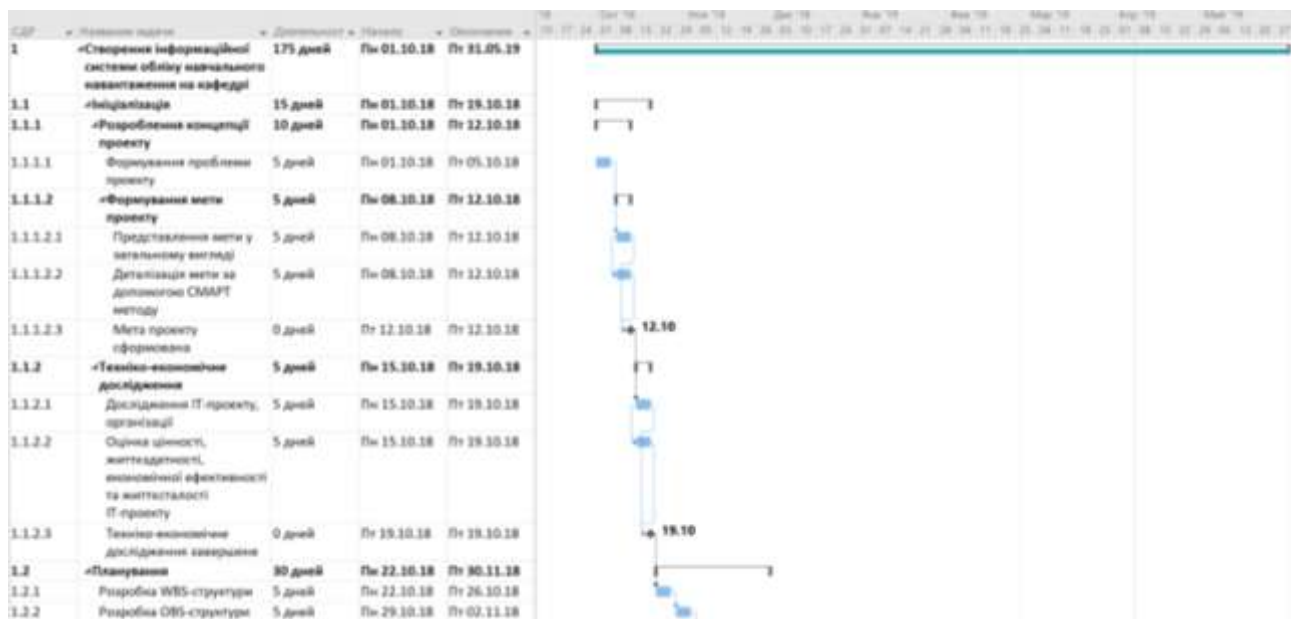 СДР Название задачи Длительност Начало Окончание
1 Створення інформаційної 175 дней Пн 01.10.18 Пт 31.05.19
системи обліку навчального
навантаження на кафедрі
1.1 Ініціалізація 15 дней Пн 01.10.18 Пт 19.10.18
1.1.1 Розроблення концепції 10 дней Пн 01.10.18 Пт 12.10.18
проекту
1.1.1.1 Формування проблеми 5 дней Пн 01.10.18 Пт 05.10.18
проекту
1.1.1.2 Формування мети 5 дней Пн 08.10.18 Пт 12.10.18
проекту
1.1.1.2.1 Представлення мети у 5 дней Пн 08.10.18 Пт 12.10.18
загальному вигляді
1.1.1.2.2 Деталізація мети за 5 дней Пн 08.10.18 Пт 12.10.18
допомогою СМАРТ
методу
1.1.1.2.3 Мета проекту 0 дней Пт 12.10.18 Пт 12.10.18 12.10
сформована
1.1.2 Техніко-економічне 5 дней Пн 15.10.18 Пт 19.10.18
дослідження
1.1.2.1 Дослідження ІТ-проекту, 5 дней Пн 15.10.18 Пт 19.10.18
організації
1.1.2.2 Оцінка цінності, 5 дней Пн 15.10.18 Пт 19.10.18
життєздатності,
економічної ефективності
та життєсталості
ІТ-проекту
1.1.2.3 Техніко-економічне 0 дней Пт 19.10.18 Пт 19.10.18 19.10
дослідження завершене
1.2 Планування 30 дней Пн 22.10.18 Пт 30.11.18
1.2.1 Розробка WBS-структури 5 дней Пн 22.10.18 Пт 26.10.18
1.2.2 Розробка OBS-структури 5 дней Пн 29.10.18 Пт 02.11.18